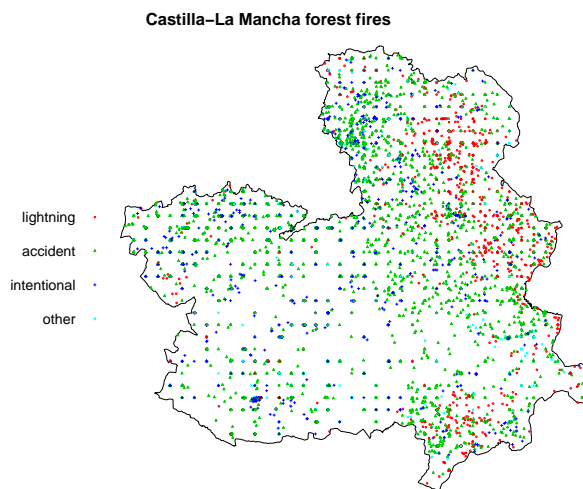 Castilla–La Mancha forest fires
lightning
accident
intentional
other